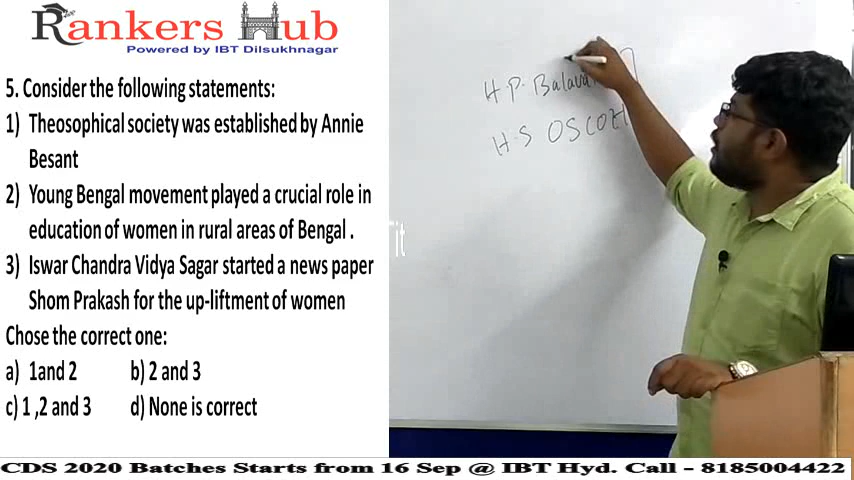 Rankers Hub
Powered by IBT Dilsukhnagar
5. Consider the following statements:
1) Theosophical society was established by Annie
Besant
2) Young Bengal movement played a crucial role in
education of women in rural areas of Bengal .
3) Iswar Chandra Vidya Sagar started a news paper
Shom Prakash for the up-liftment of women
Chose the correct one:
a) 1and 2 b) 2 and 3
c) 1 ,2 and 3 d) None is correct
H.P. 
H.S
CDS 2020 Batches Starts from 16 Sep @ IBT Hyd. Call - 8185004422